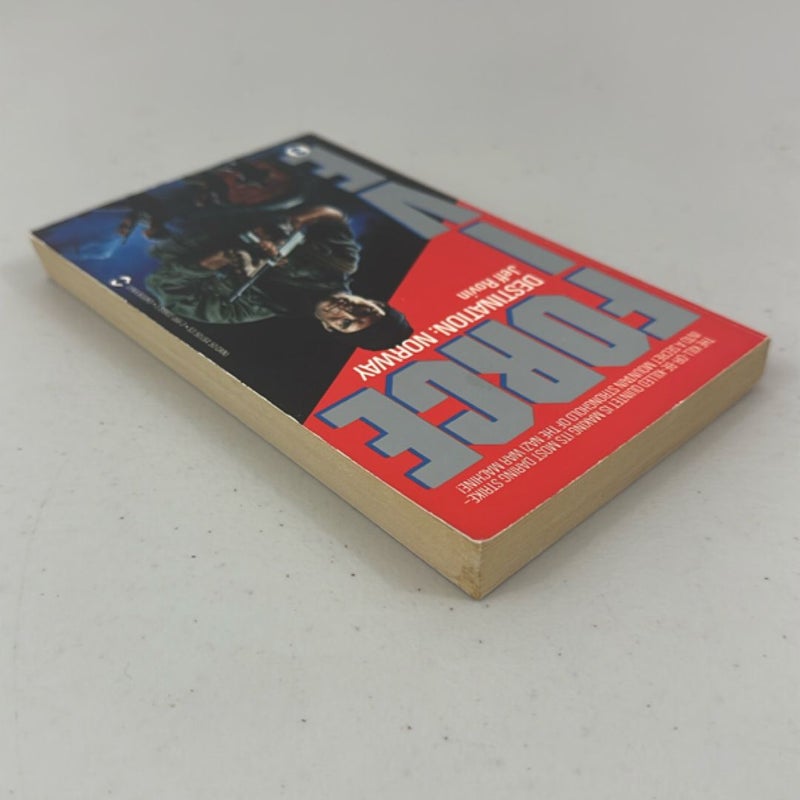 THE KILL-OR-BE-KILLED QUINTET IS MAKING ITS MOST DARING STRIKE–
INTO A SECRET MOUNTAIN STRONGHOLD OF THE NAZI WAR MACHINE!
FORCE
FIVE
DESTINATION: NORWAY
Jeff Rovin